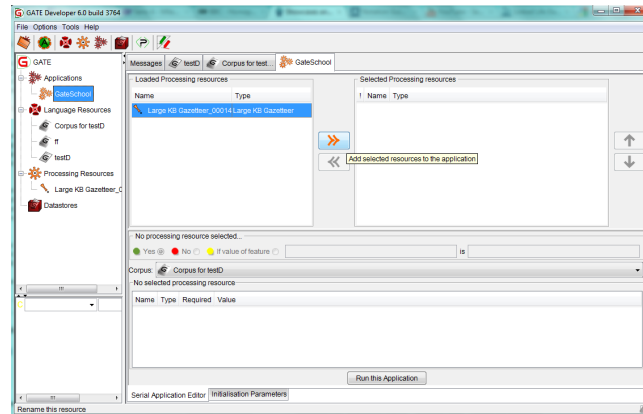 GATE Developer 6.0 build 3764
File Options Tools Help
GATE
Applications
GateSchool
Language Resources
Corpus for testD
ff
testD
Processing Resources
Large KB Gazetteer_0
Datastores
Messages testD Corpus for test... GateSchool
Loaded Processing resources
Name Type
Large KB Gazetteer_00014 Large KB Gazetteer
Selected Processing resources
! Name Type
Add selected resources to the application
No processing resource selected...
Yes No If value of feature is
Corpus: Corpus for testD
No selected processing resource
Name Type Required Value
Run this Application
Serial Application Editor Initialisation Parameters
Rename this resource